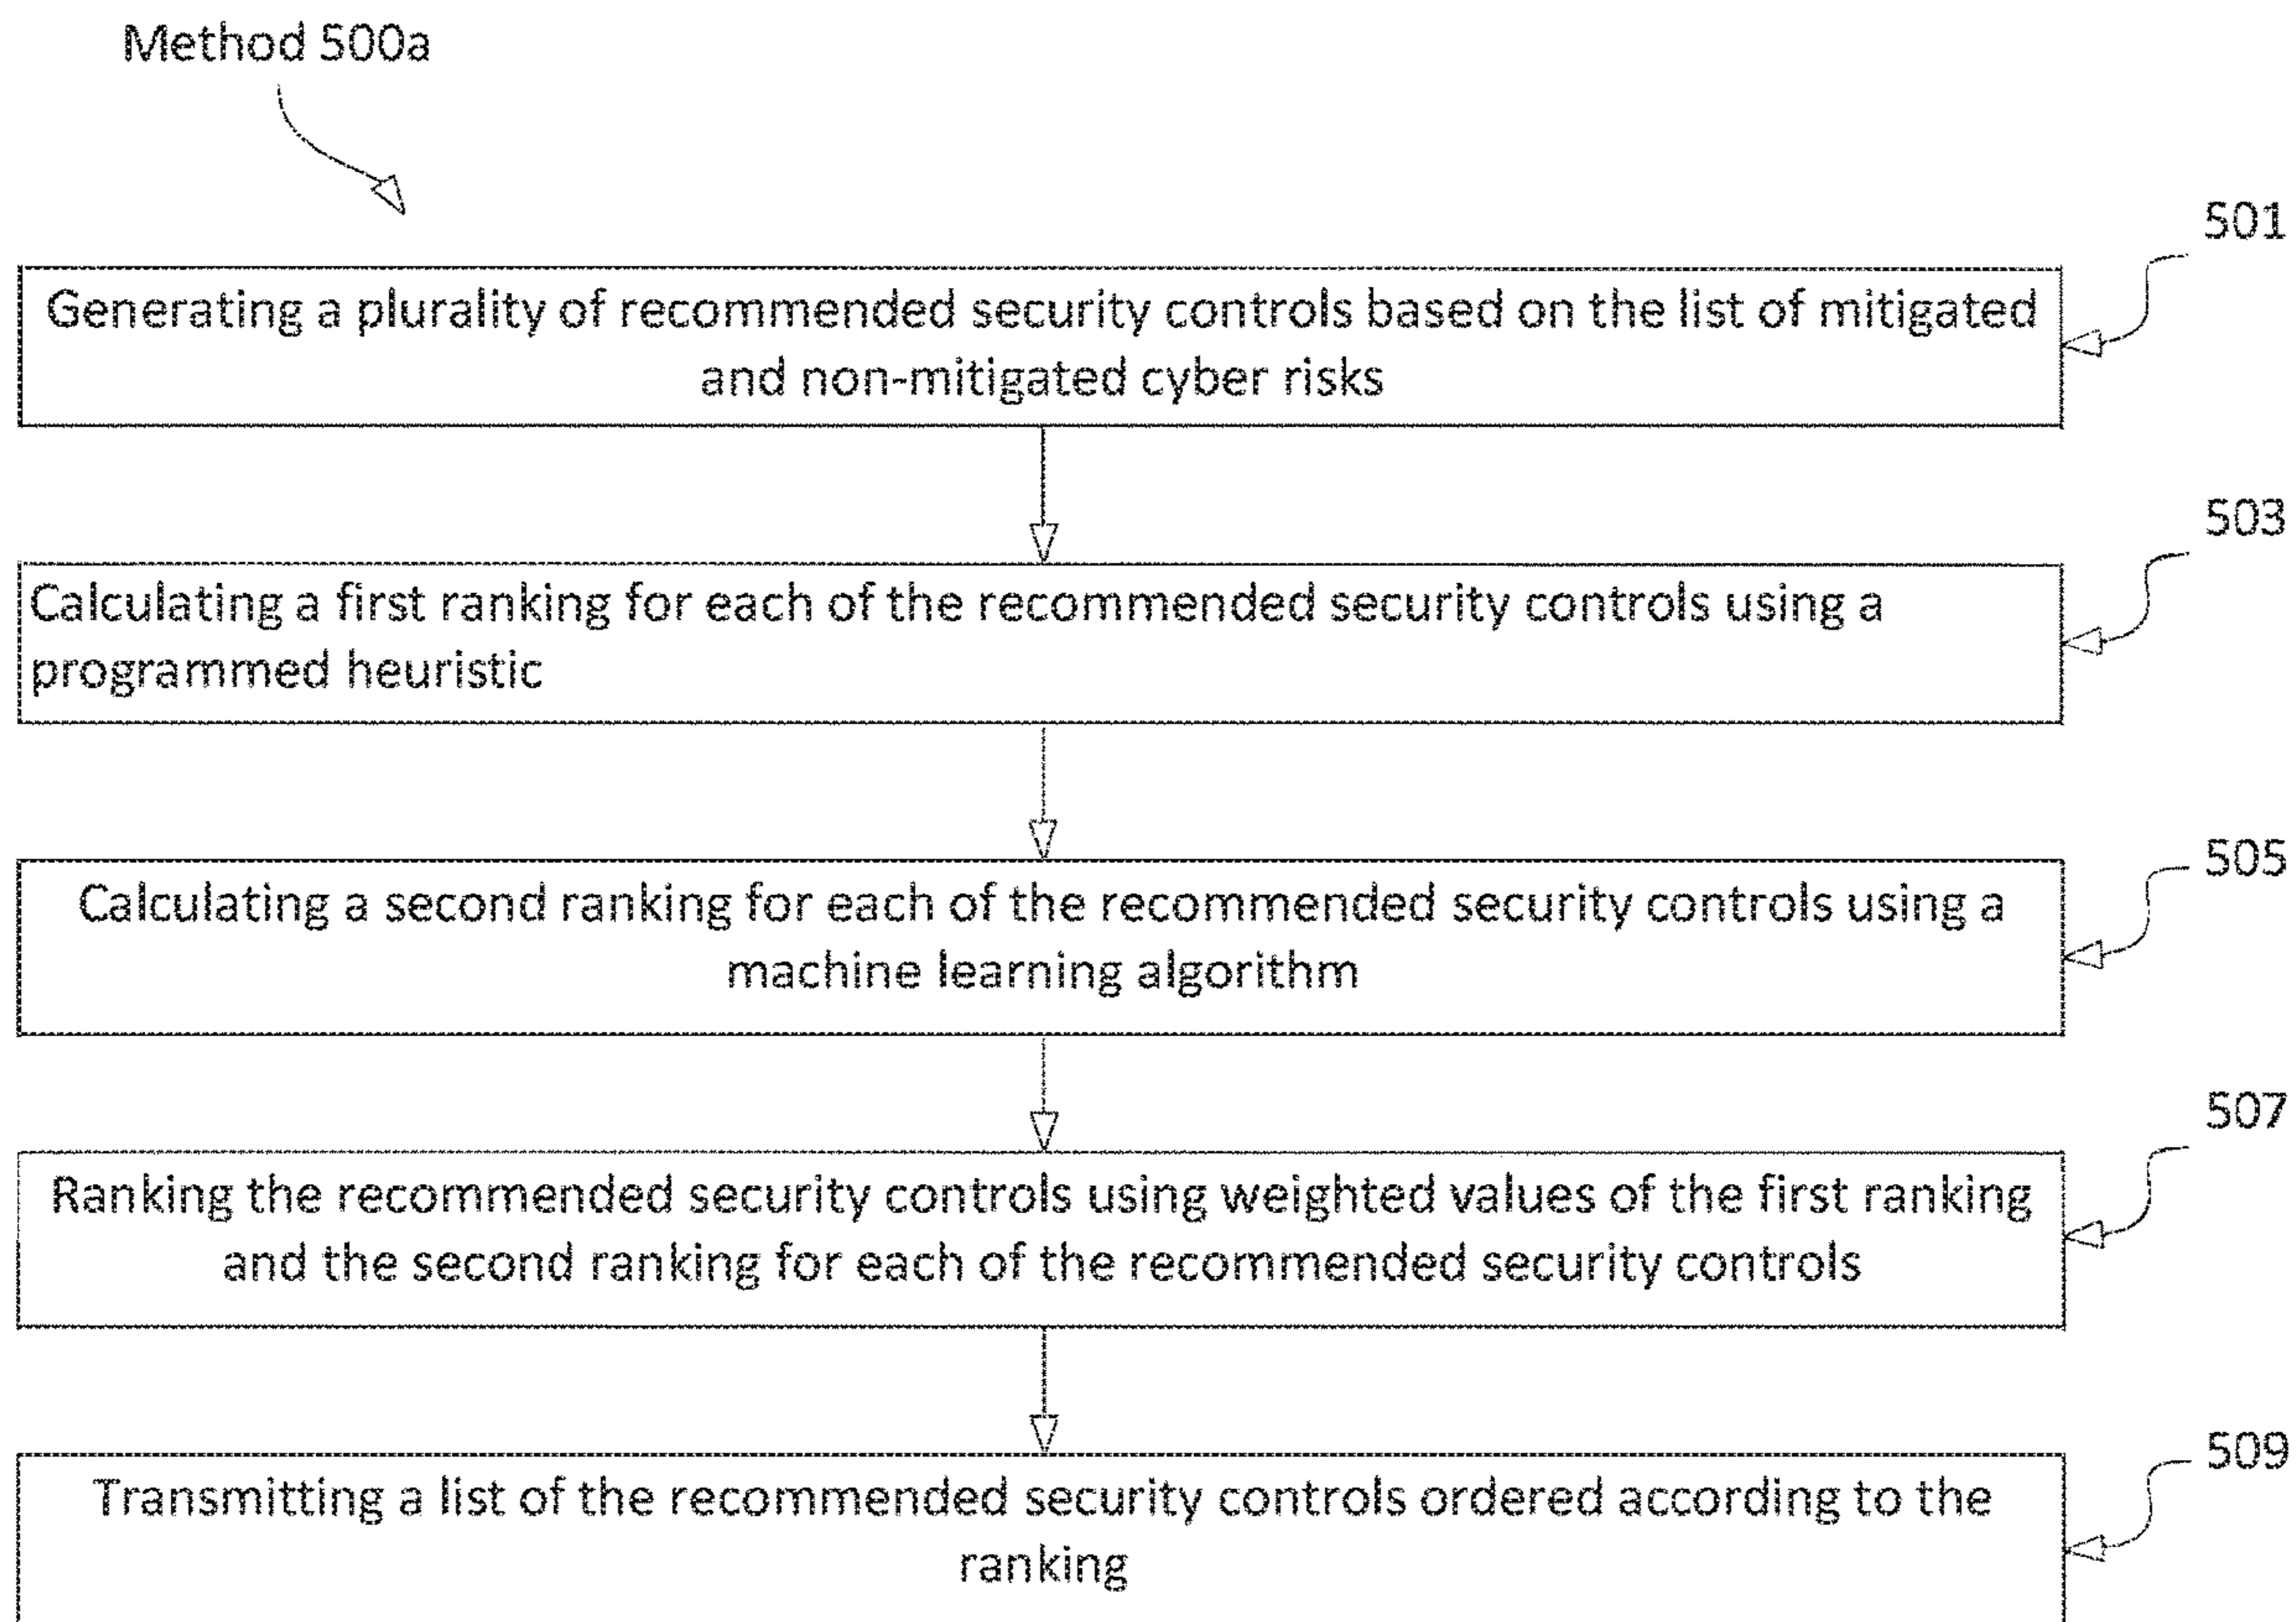 Method 500a
501
Generating a plurality of recommended security controls based on the list of mitigated
and non-mitigated cyber risks
503
Calculating a first ranking for each of the recommended security controls using a
programmed heuristic
505
Calculating a second ranking for each of the recommended security controls using a
machine learning algorithm
507
Ranking the recommended security controls using weighted values of the first ranking
and the second ranking for each of the recommended security controls
509
Transmitting a list of the recommended security controls ordered according to the
ranking